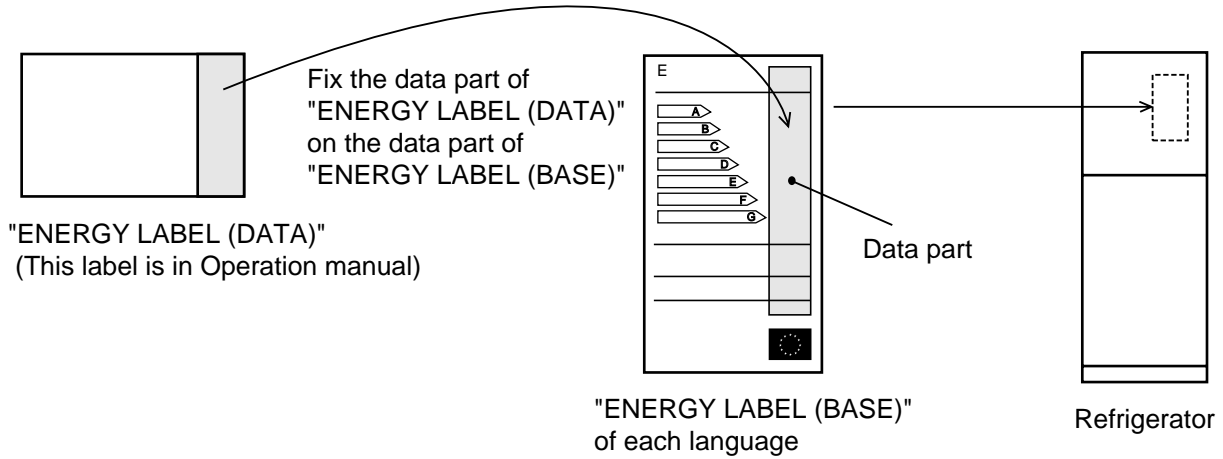 Fix the data part of
"ENERGY LABEL (DATA)"
on the data part of
"ENERGY LABEL (BASE)"
"ENERGY LABEL (DATA)"
(This label is in Operation manual)
E
A
B
C
D
E
F
G
Data part
"ENERGY LABEL (BASE)"
of each language
Refrigerator